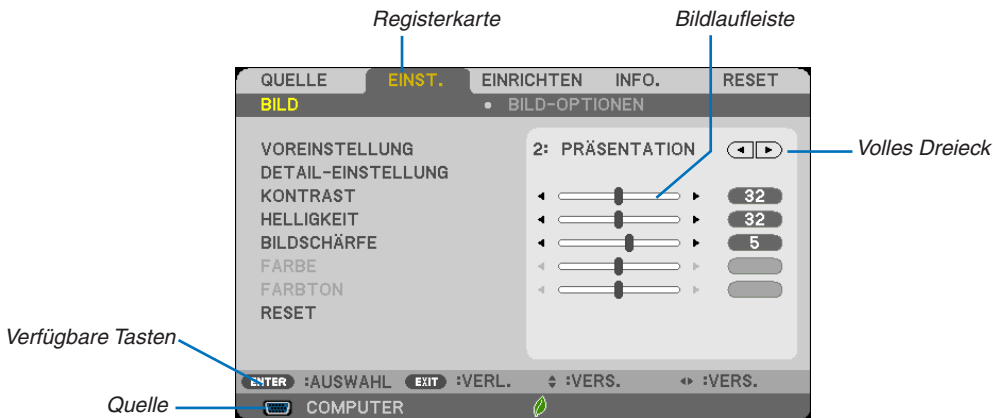 Registerkarte Bildlaufleiste
QUELLE EINST. EINRICHTEN INFO. RESET
BILD • BILD-OPTIONEN
VOREINSTELLUNG 2: PRÄSENTATION Volles Dreieck
DETAIL-EINSTELLUNG
KONTRAST 32
HELLIGKEIT 32
BILDSCHÄRFE 5
FARBE
FARBTON
RESET
Verfügbare Tasten
ENTER :AUSWAHL EXIT :VERL. :VERS. :VERS.
Quelle COMPUTER